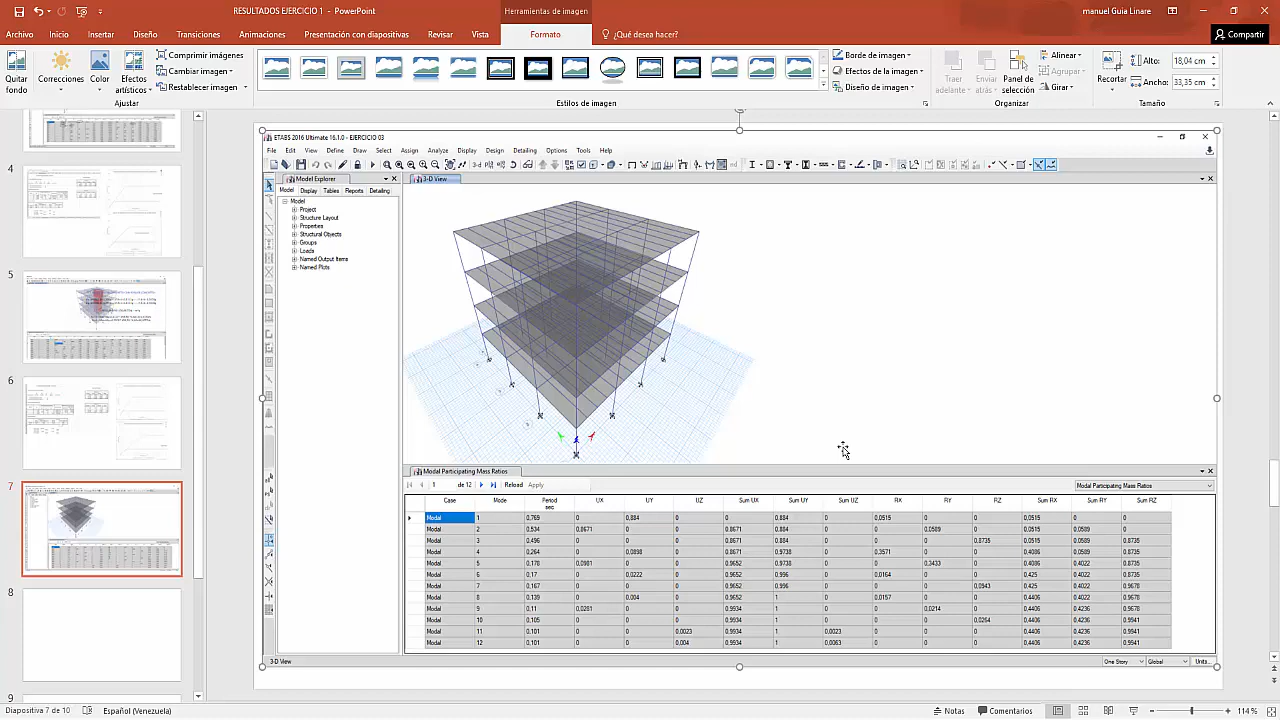 RESULTADOS EJERCICIO 1 - PowerPoint
Herramientas de imagen
manuel Guia Linare
Archivo Inicio Insertar Diseño Transiciones Animaciones Presentación con diapositivas Revisar Vista Formato ¿Qué desea hacer? Compartir
Quitar fondo
Correcciones
Color
Efectos artísticos
Comprimir imágenes
Cambiar imagen
Restablecer imagen
Ajustar
Estilos de imagen
Borde de imagen
Efectos de la imagen
Diseño de imagen
Traer adelante
Enviar atrás
Panel de selección
Alinear
Agrupar
Girar
Organizar
Recortar
Alto: 18,04 cm
Ancho: 33,35 cm
Tamaño
4
5
6
7
8
9
ETABS 2016 Ultimate 16.1.0 - EJERCICIO 03
File Edit View Define Draw Select Assign Analyze Display Design Detailing Options Tools Help
Model Explorer
Model Display Tables Reports Detailing
Model
Project
Structure Layout
Properties
Structural Objects
Groups
Loads
Named Output Items
Named Plots
3-D View
Modal Participating Mass Ratios
1 de 12 Reload Apply
Modal Participating Mass Ratios
Case Mode Period sec UX UY UZ Sum UX Sum UY Sum UZ RX RY RZ Sum RX Sum RY Sum RZ
Modal 1 0,769 0 0,884 0 0 0,884 0 0,0515 0 0 0,0515 0 0
Modal 2 0,534 0,8671 0 0 0,8671 0,884 0 0 0,0509 0 0,0515 0,0509 0
Modal 3 0,496 0 0 0 0,8671 0,884 0 0 0 0,8735 0,0515 0,0509 0,8735
Modal 4 0,264 0 0,0898 0 0,8671 0,9738 0 0,3571 0 0 0,4086 0,0509 0,8735
Modal 5 0,178 0,0981 0 0 0,9652 0,9738 0 0 0,3433 0 0,4086 0,4022 0,8735
Modal 6 0,17 0 0,0222 0 0,9652 0,996 0 0,0164 0 0 0,425 0,4022 0,8735
Modal 7 0,167 0 0 0 0,9652 0,996 0 0 0 0,0943 0,425 0,4022 0,9678
Modal 8 0,139 0 0,004 0 0,9652 1 0 0,0157 0 0 0,4406 0,4022 0,9678
Modal 9 0,11 0,0281 0 0 0,9934 1 0 0 0,0214 0 0,4406 0,4236 0,9678
Modal 10 0,105 0 0 0 0,9934 1 0 0 0 0,0264 0,4406 0,4236 0,9941
Modal 11 0,101 0 0 0,0023 0,9934 1 0,0023 0 0 0 0,4406 0,4236 0,9941
Modal 12 0,101 0 0 0,004 0,9934 1 0,0063 0 0 0 0,4406 0,4236 0,9941
3-D View
One Story Global Units...
Diapositiva 7 de 10 Español (Venezuela)
Notas Comentarios 114 %